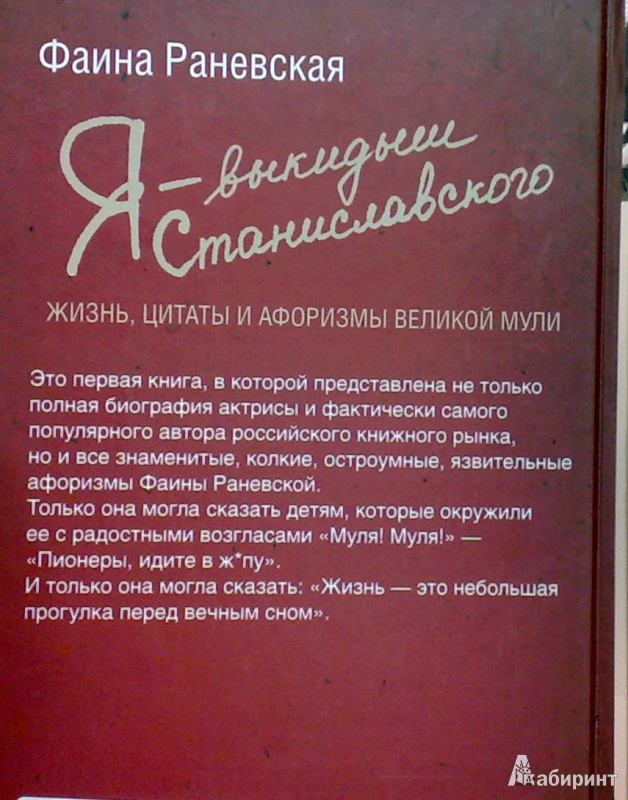 Фаина Раневская
Я – выкидыш
Станиславского
ЖИЗНЬ, ЦИТАТЫ И АФОРИЗМЫ ВЕЛИКОЙ МУЛИ
Это первая книга, в которой представлена не только
полная биография актрисы и фактически самого
популярного автора российского книжного рынка,
но и все знаменитые, колкие, остроумные, язвительные
афоризмы Фаины Раневской.
Только она могла сказать детям, которые окружили
ее с радостными возгласами «Муля! Муля!» —
«Пионеры, идите в ж*пу».
И только она могла сказать: «Жизнь — это небольшая
прогулка перед вечным сном».
Лабиринт